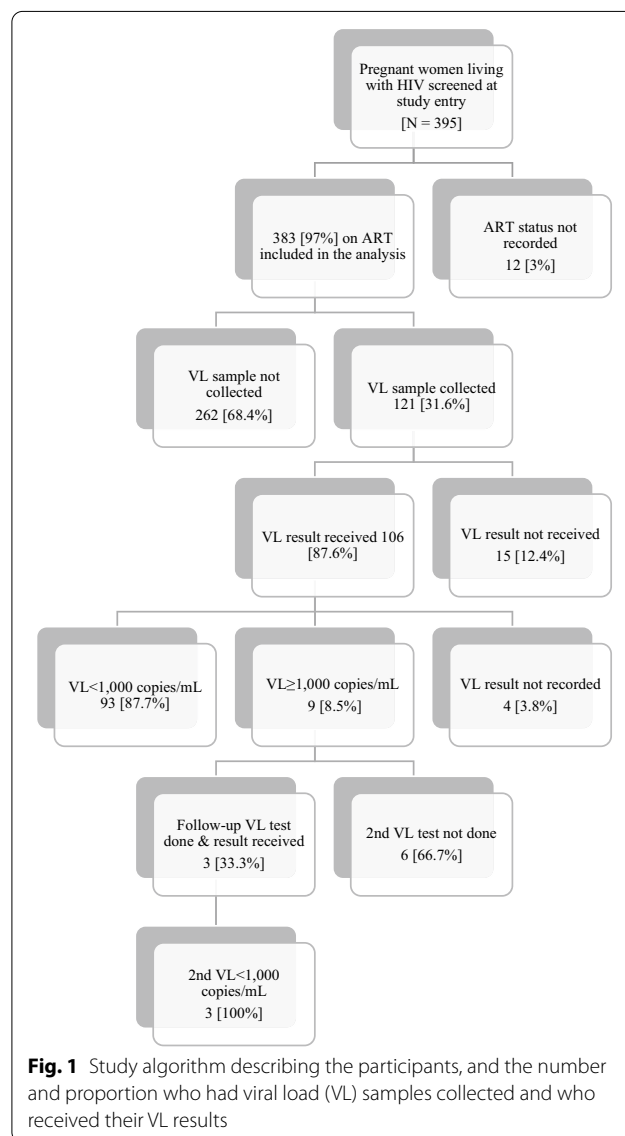 Pregnant women living
with HIV screened at
study entry
[N = 395]
383 [97%] on ART
included in the analysis
ART status not
recorded
12 [3%]
VL sample not
collected
262 [68.4%]
VL sample collected
121 [31.6%]
VL result received 106
[87.6%]
VL result not received
15 [12.4%]
VL<1,000 copies/mL
93 [87.7%]
VL≥1,000 copies/mL
9 [8.5%]
VL result not recorded
4 [3.8%]
Follow-up VL test
done & result received
3 [33.3%]
2nd VL test not done
6 [66.7%]
2nd VL<1,000
copies/mL
3 [100%]
Fig. 1 Study algorithm describing the participants, and the number
and proportion who had viral load (VL) samples collected and who
received their VL results